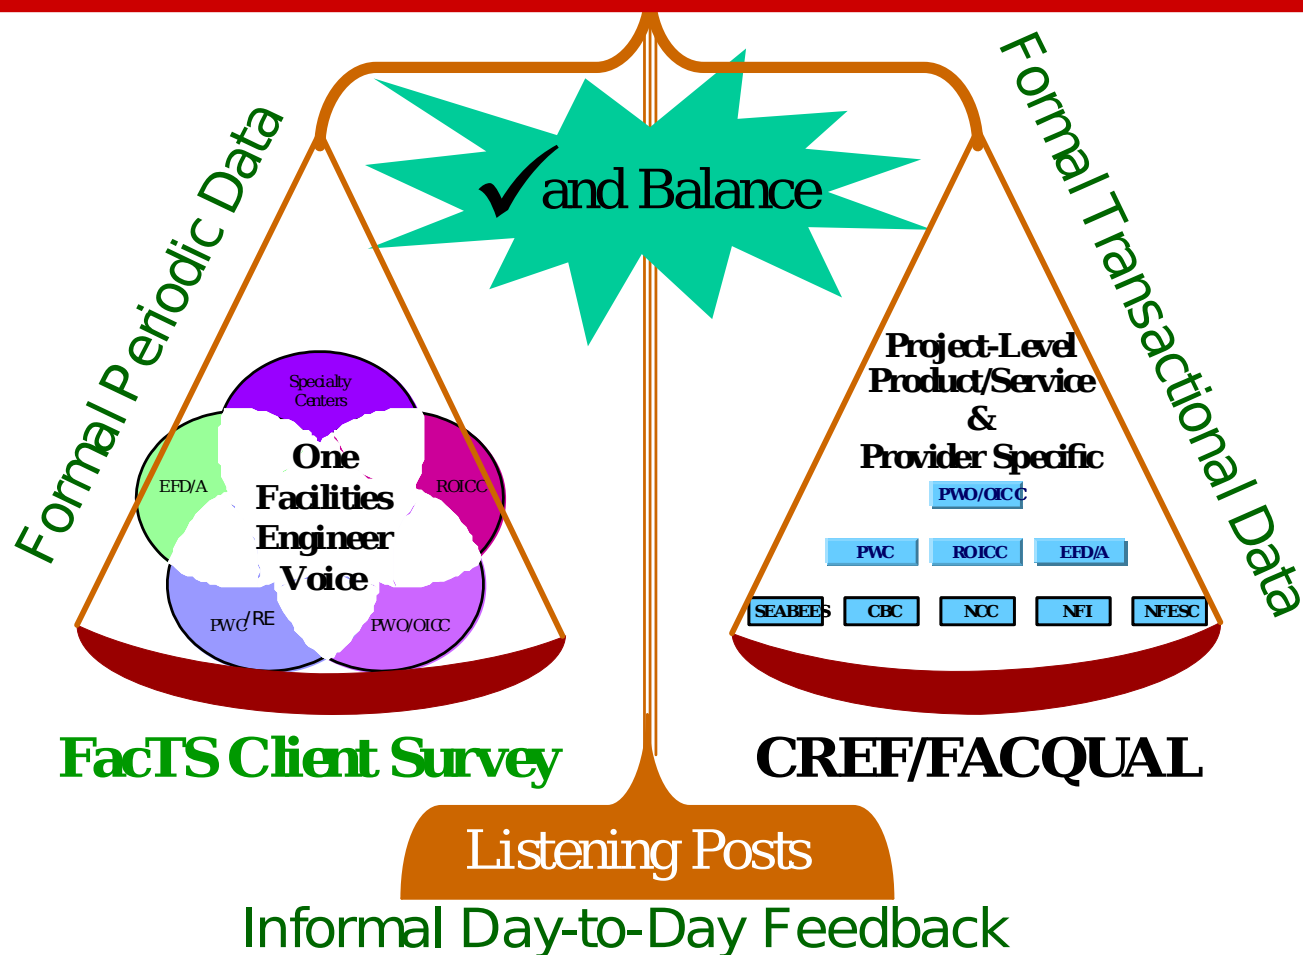 Formal Periodic Data
Formal Transactional Data
✓and Balance
Specialty
Centers
EFD/A
ROICC
PWC/RE
PWO/OICC
One
Facilities
Engineer
Voice
Project-Level
Product/Service
&
Provider Specific
PWO/OICC
PWC
ROICC
EFD/A
SEABEES
CBC
NCC
NFI
NFESC
FacTS Client Survey
CREF/FACQUAL
Listening Posts
Informal Day-to-Day Feedback